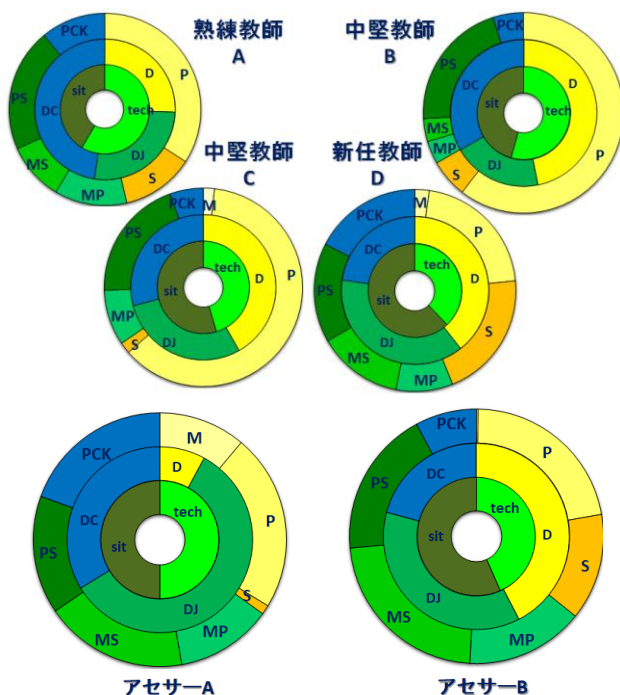 熟練教師
A
PCK
D
P
PS
DC
sit
tech
MS
DJ
MP
S
中堅教師
B
PCK
D
PS
DC
sit
tech
MS
MP
DJ
S
P
中堅教師
C
PCK
M
PS
DC
tech
D
P
sit
MP
DJ
S
新任教師
D
PCK
M
P
DC
tech
D
PS
sit
S
DJ
MS
MP
PCK
M
D
DC
tech
P
PS
sit
DJ
S
MS
MP
アセサーA
PCK
P
PS
DC
tech
D
sit
S
DJ
MS
MP
アセサーB